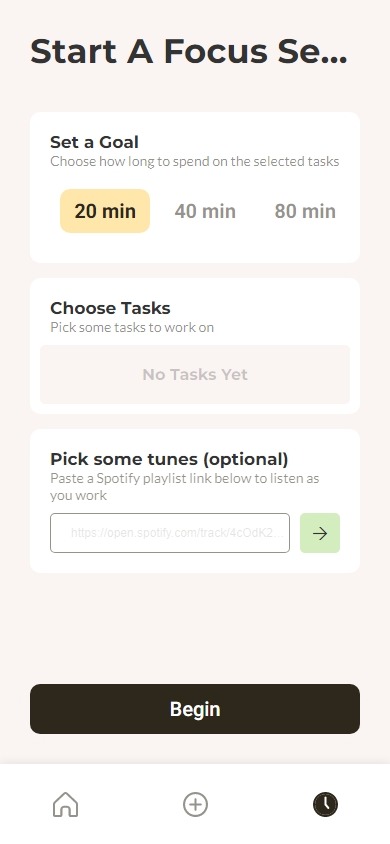 Start A Focus Se...
Set a Goal
Choose how long to spend on the selected tasks
20 min 40 min 80 min
Choose Tasks
Pick some tasks to work on
No Tasks Yet
Pick some tunes (optional)
Paste a Spotify playlist link below to listen as
you work
https://open.spotify.com/track/4cOdK2...
Begin